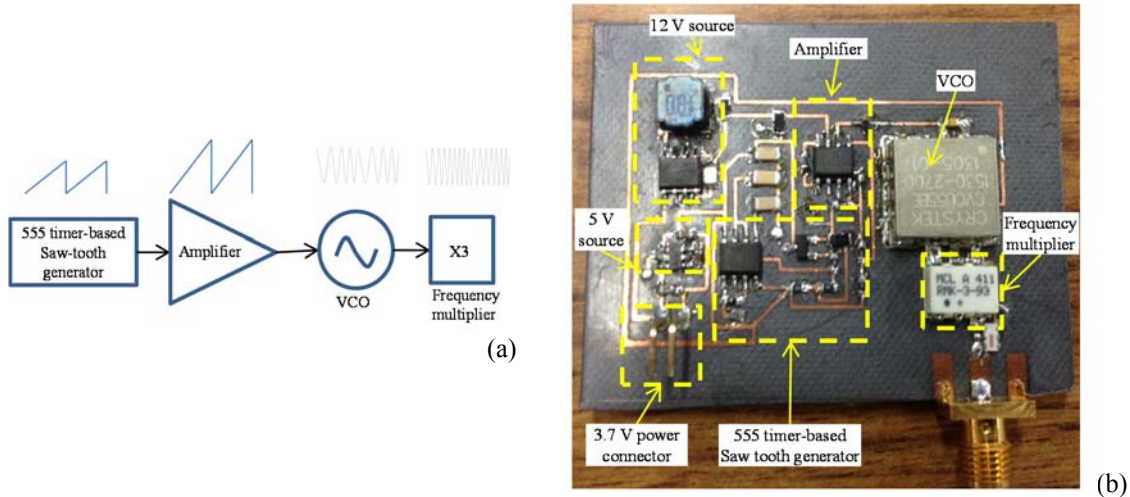 555 timer-based
Saw-tooth
generator
Amplifier
VCO
X3
Frequency
multiplier
(a)
12 V source
Amplifier
VCO
5 V
source
Frequency
multiplier
3.7 V power
connector
555 timer-based
Saw tooth generator
CRYSTEK
CVCO55BE
1530-2700
MCL A 411
RMK-3-93
(b)